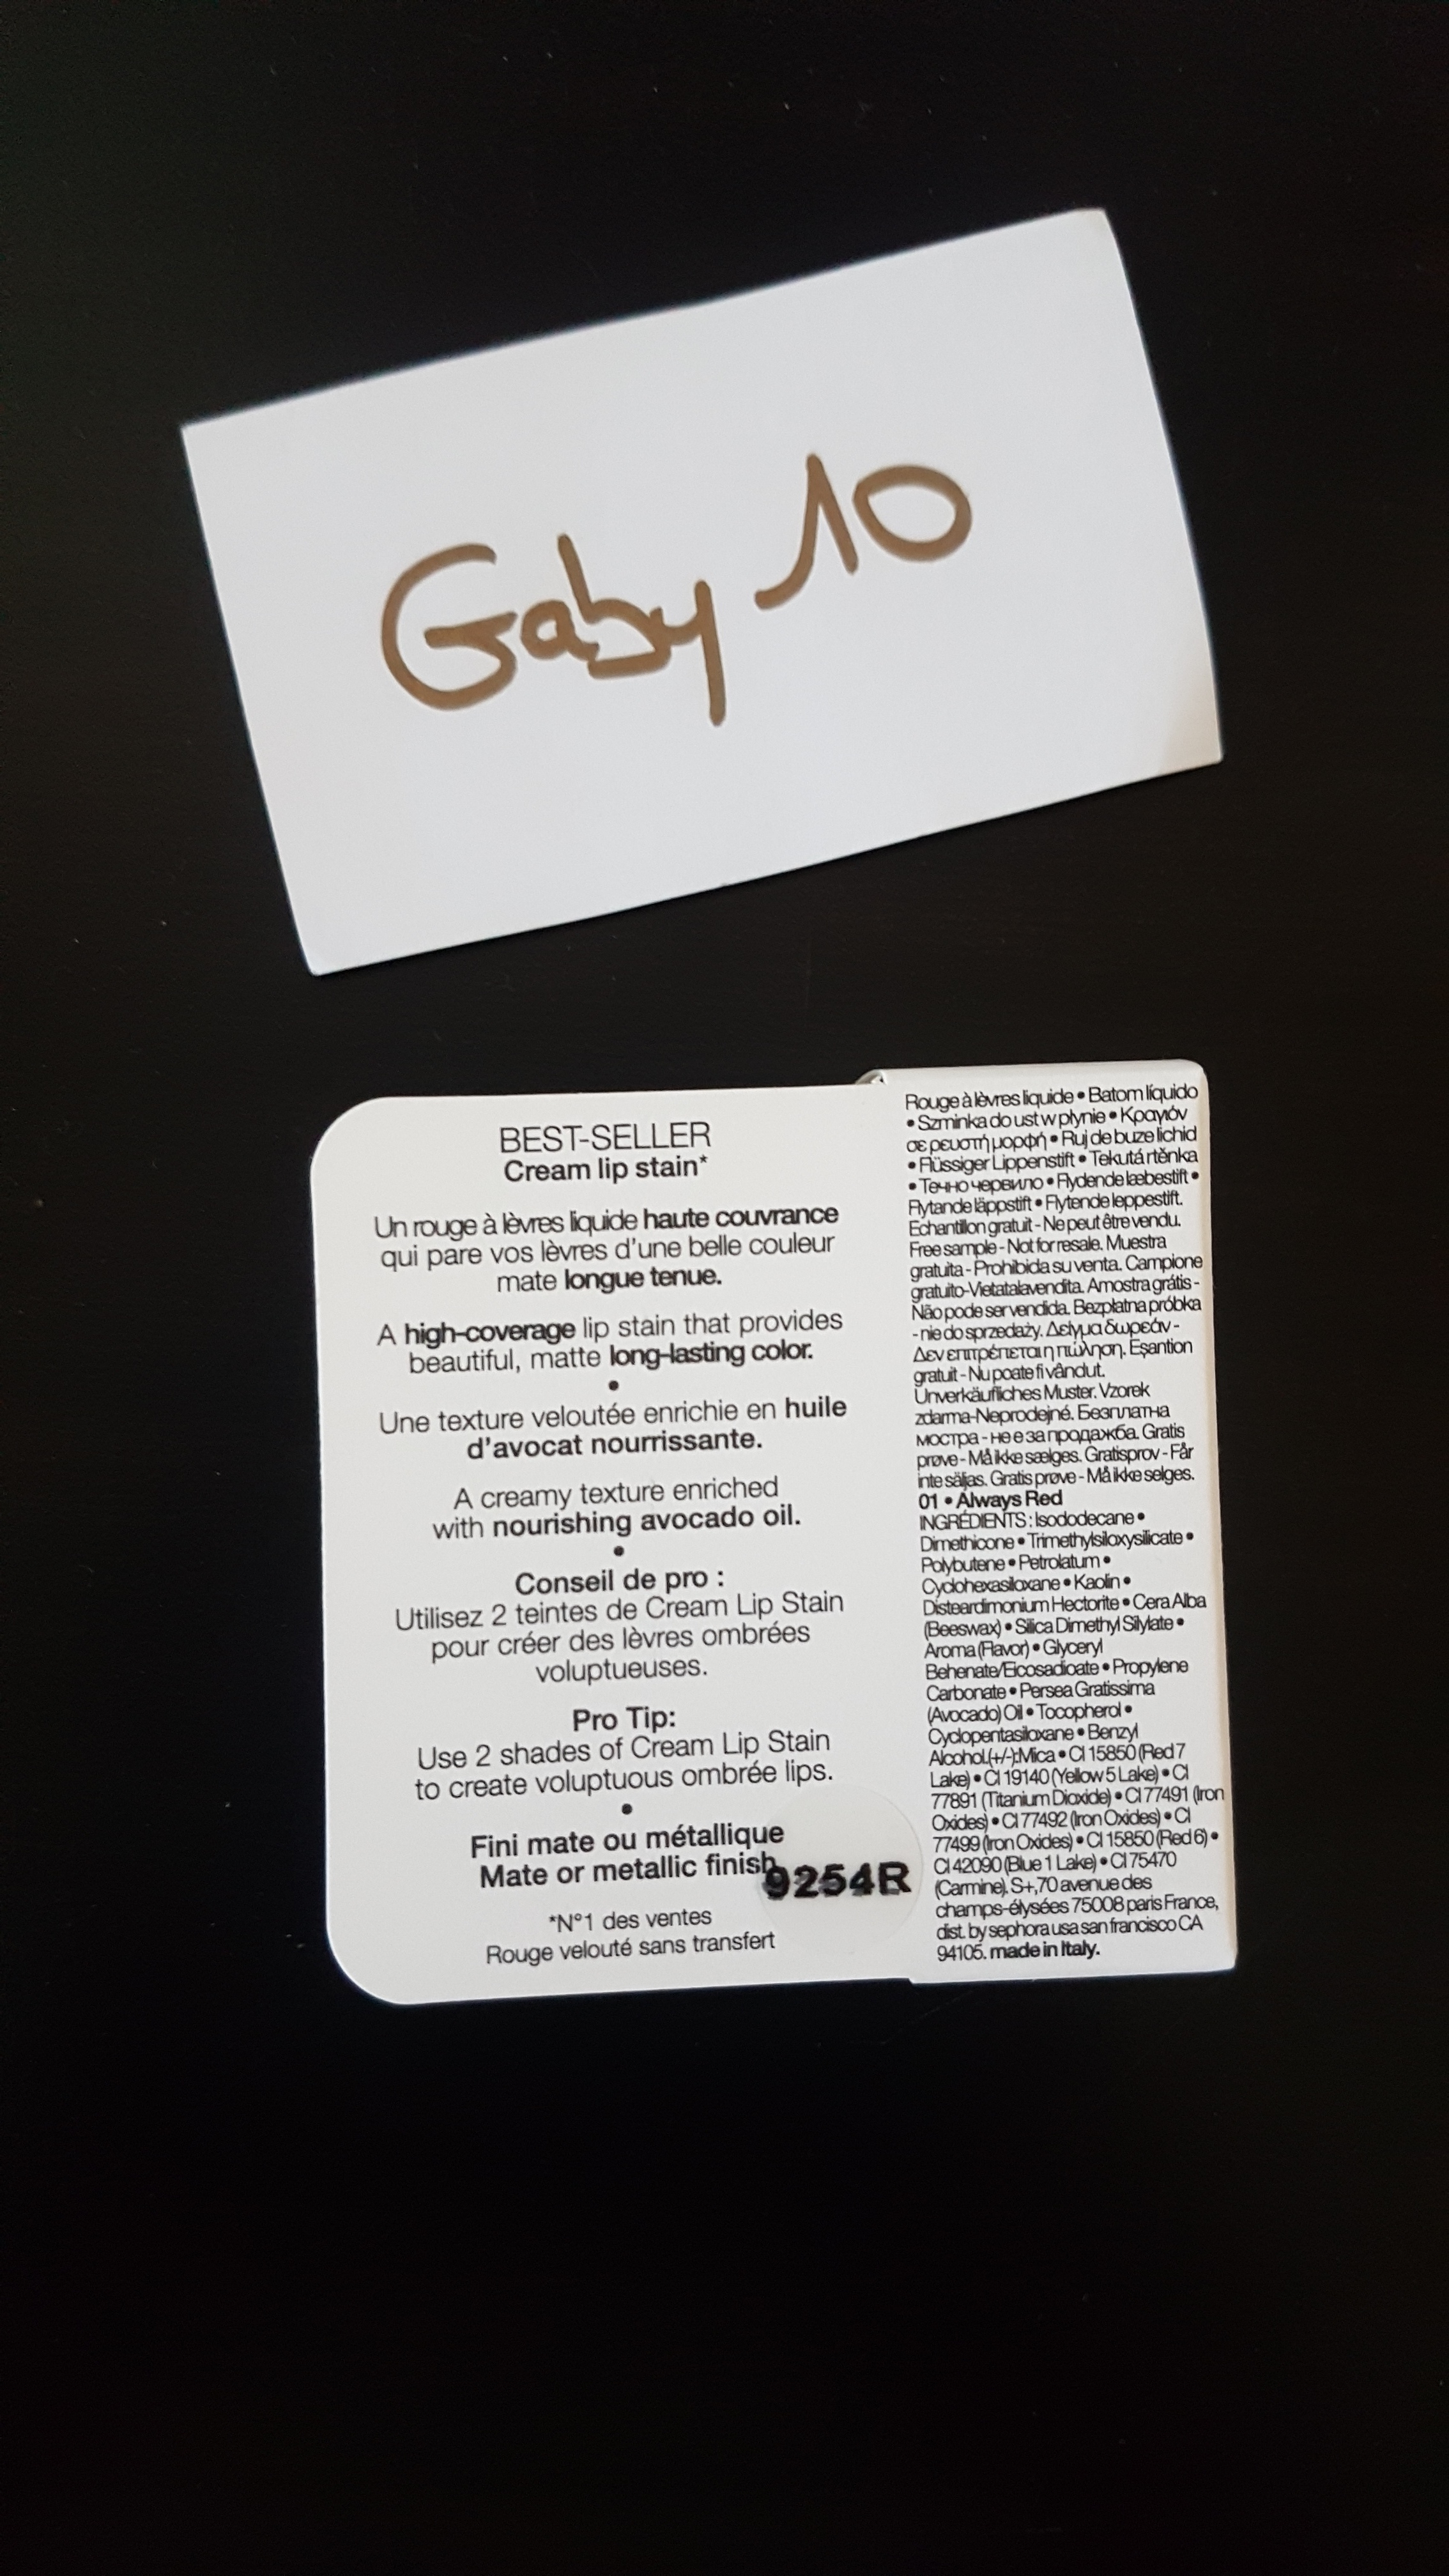 Gaby 10
BEST-SELLER
Cream lip stain*
Un rouge à lèvres liquide haute couvrance
qui pare vos lèvres d'une belle couleur
mate longue tenue.
A high-coverage lip stain that provides
beautiful, matte long-lasting color.
•
Une texture veloutée enrichie en huile
d'avocat nourrissante.
A creamy texture enriched
with nourishing avocado oil.
•
Conseil de pro :
Utilisez 2 teintes de Cream Lip Stain
pour créer des lèvres ombrées
voluptueuses.
Pro Tip:
Use 2 shades of Cream Lip Stain
to create voluptuous ombrée lips.
•
Fini mate ou métallique
Mate or metallic finish
9254R
*N°1 des ventes
Rouge velouté sans transfert
Rouge à lèvres liquide • Batom líquido
• Szminka do ust w płynie • Κραγιόν
σε ρευστή μορφή • Ruj de buze lichid
• Flüssiger Lippenstift • Tekutá rtěnka
• Течно червило • Flydende læbestift •
Flytande läppstift • Flytende leppestift.
Echantillon gratuit - Ne peut être vendu.
Free sample - Not for resale. Muestra
gratuita - Prohibida su venta. Campione
gratuito-Vietatalavendita. Amostra grátis -
Não pode ser vendida. Bezpłatna próbka
- nie do sprzedaży. Δείγμα δωρεάν -
Δεν επιτρέπεται η πώληση. Eşantion
gratuit - Nu poate fi vândut.
Unverkäufliches Muster. Vzorek
zdarma-Neprodejné. Безплатна
мостра - не е за продажба. Gratis
prøve - Må ikke sælges. Gratisprov - Får
inte säljas. Gratis prøve - Må ikke selges.
01 • Always Red
INGRÉDIENTS : Isododecane •
Dimethicone • Trimethylsiloxysilicate •
Polybutene • Petrolatum •
Cyclohexasiloxane • Kaolin •
Disteardimonium Hectorite • Cera Alba
(Beeswax) • Silica Dimethyl Silylate •
Aroma (Flavor) • Glyceryl
Behenate/Eicosadioate • Propylene
Carbonate • Persea Gratissima
(Avocado) Oil • Tocopherol •
Cyclopentasiloxane • Benzyl
Alcohol.(+/-):Mica • CI 15850 (Red 7
Lake) • CI 19140 (Yellow 5 Lake) • CI
77891 (Titanium Dioxide) • CI 77491 (Iron
Oxides) • CI 77492 (Iron Oxides) • CI
77499 (Iron Oxides) • CI 15850 (Red 6) •
CI 42090 (Blue 1 Lake) • CI 75470
(Carmine). S+, 70 avenue des
champs-élysées 75008 paris France,
dist. by sephora usa san francisco CA
94105. made in Italy.